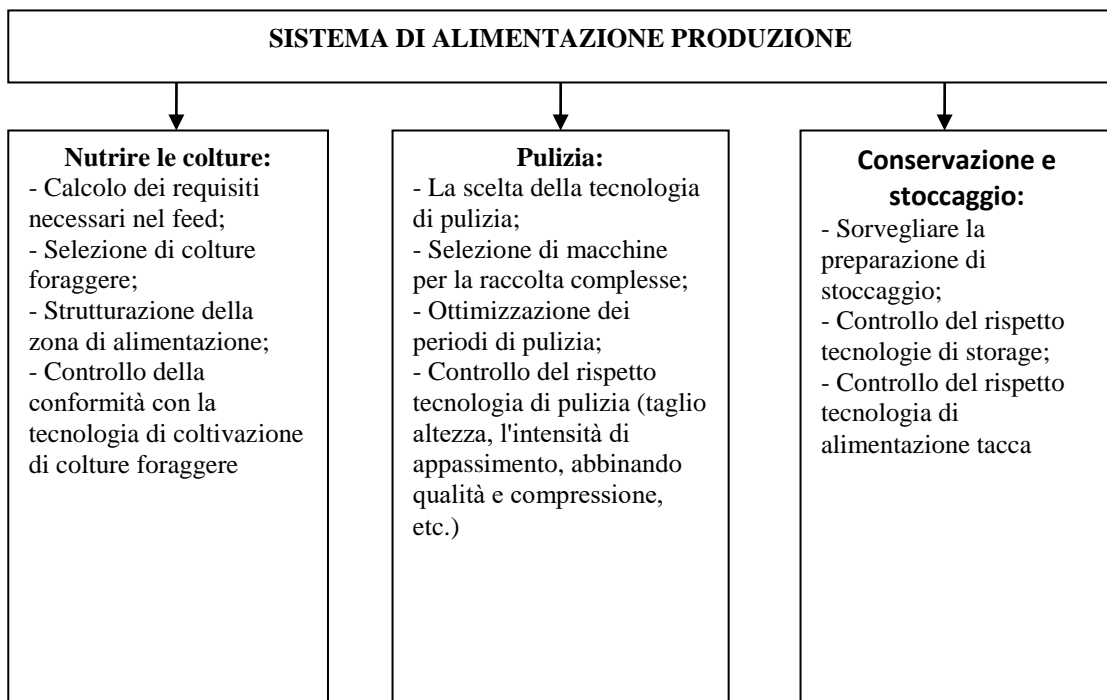 SISTEMA DI ALIMENTAZIONE PRODUZIONE
Nutrire le colture:
- Calcolo dei requisiti
necessari nel feed;
- Selezione di colture
foraggere;
- Strutturazione della
zona di alimentazione;
- Controllo della
conformità con la
tecnologia di coltivazione
di colture foraggere
Pulizia:
- La scelta della tecnologia
di pulizia;
- Selezione di macchine
per la raccolta complesse;
- Ottimizzazione dei
periodi di pulizia;
- Controllo del rispetto
tecnologia di pulizia (taglio
altezza, l'intensità di
appassimento, abbinando
qualità e compressione,
etc.)
Conservazione e
stoccaggio:
- Sorvegliare la
preparazione di
stoccaggio;
- Controllo del rispetto
tecnologie di storage;
- Controllo del rispetto
tecnologia di
alimentazione tacca